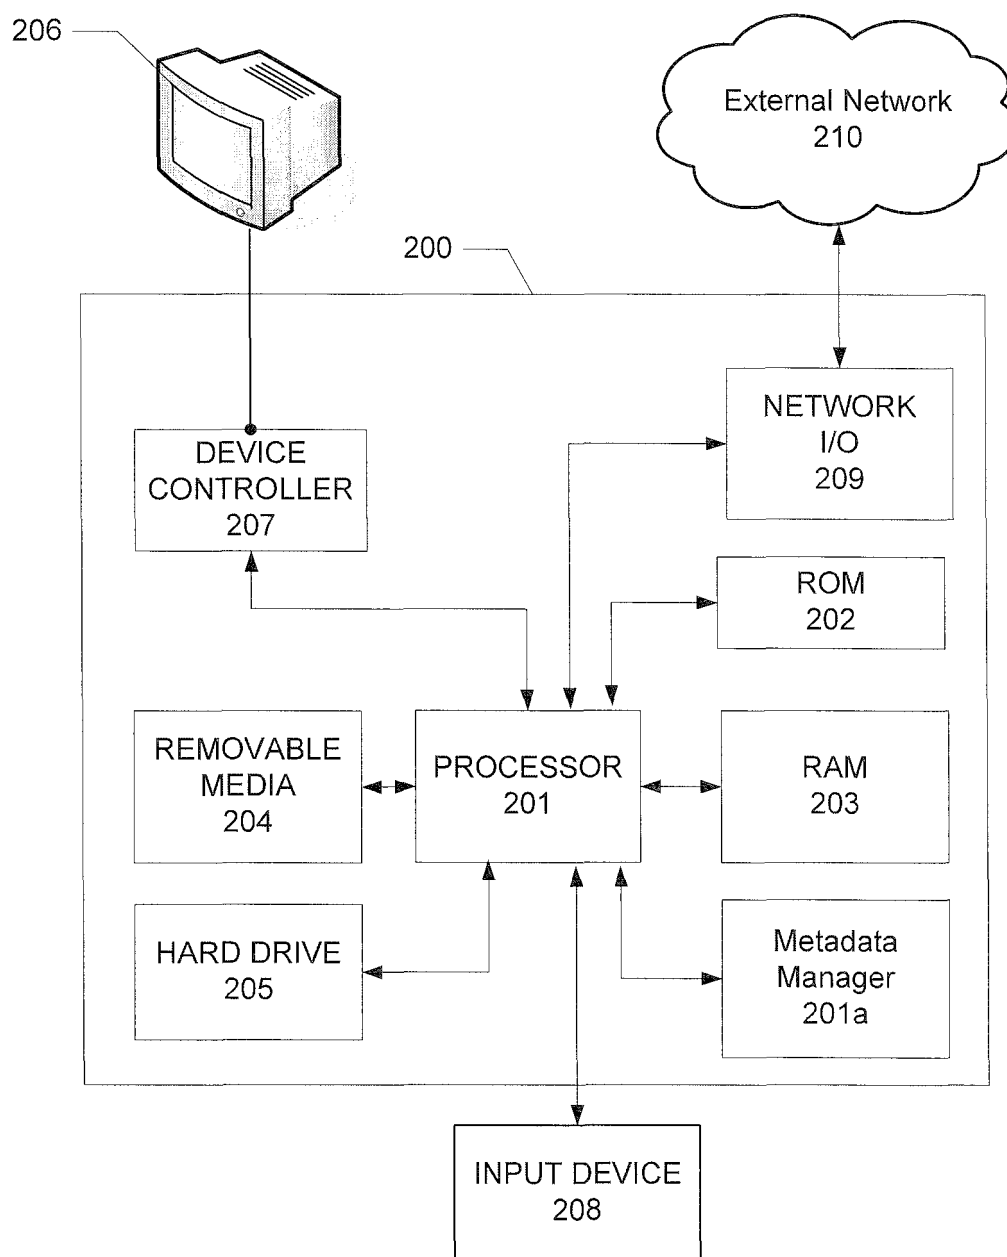 206
External Network
210
200
NETWORK
I/O
209
DEVICE
CONTROLLER
207
ROM
202
REMOVABLE
MEDIA
204
PROCESSOR
201
RAM
203
HARD DRIVE
205
Metadata
Manager
201a
INPUT DEVICE
208